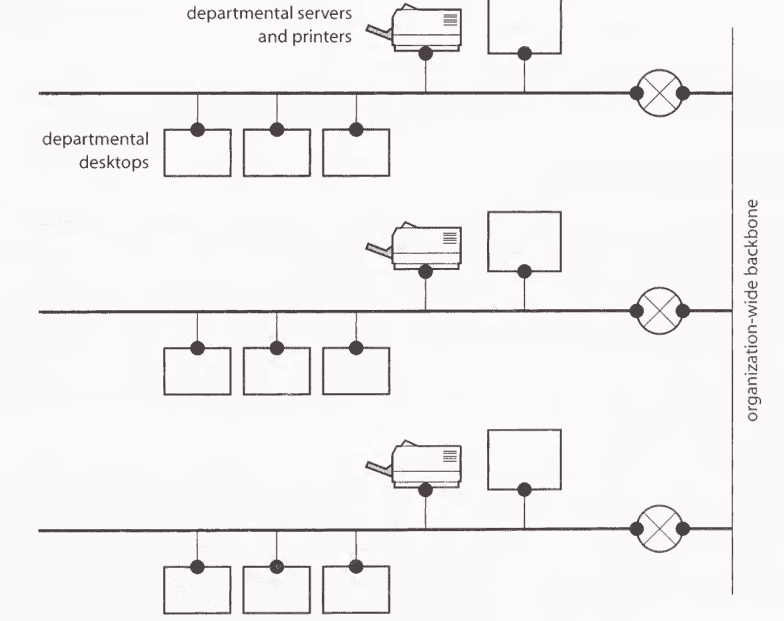 departmental servers
and printers
departmental
desktops
organization-wide backbone